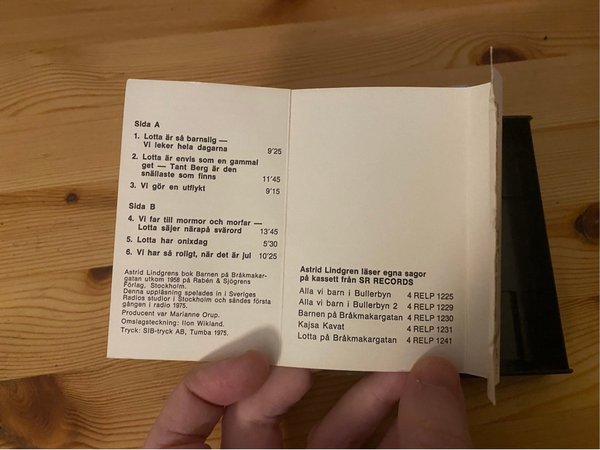 Sida A
1. Lotta är så barnslig —
Vi leker hela dagarna 9'25
2. Lotta är envis som en gammal
get — Tant Berg är den
snällaste som finns 11'45
3. Vi gör en utflykt 9'15
Sida B
4. Vi far till mormor och morfar —
Lotta säjer närapå svärord 13'45
5. Lotta har onixdag 5'30
6. Vi har så roligt, när det är jul 10'25
Astrid Lindgrens bok Barnen på Bråkmakar-
gatan utkom 1958 på Rabén & Sjögrens
Förlag, Stockholm.
Denna uppläsning spelades in i Sveriges
Radios studior i Stockholm och sändes första
gången i radio 1975.
Producent var Marianne Orup.
Omslagsteckning: Ilon Wikland.
Tryck: SIB-tryck AB, Tumba 1975.
Astrid Lindgren läser egna sagor
på kassett från SR RECORDS
Alla vi barn i Bullerbyn 4 RELP 1225
Alla vi barn i Bullerbyn 2 4 RELP 1229
Barnen på Bråkmakargatan 4 RELP 1230
Kajsa Kavat 4 RELP 1231
Lotta på Bråkmakargatan 4 RELP 1241